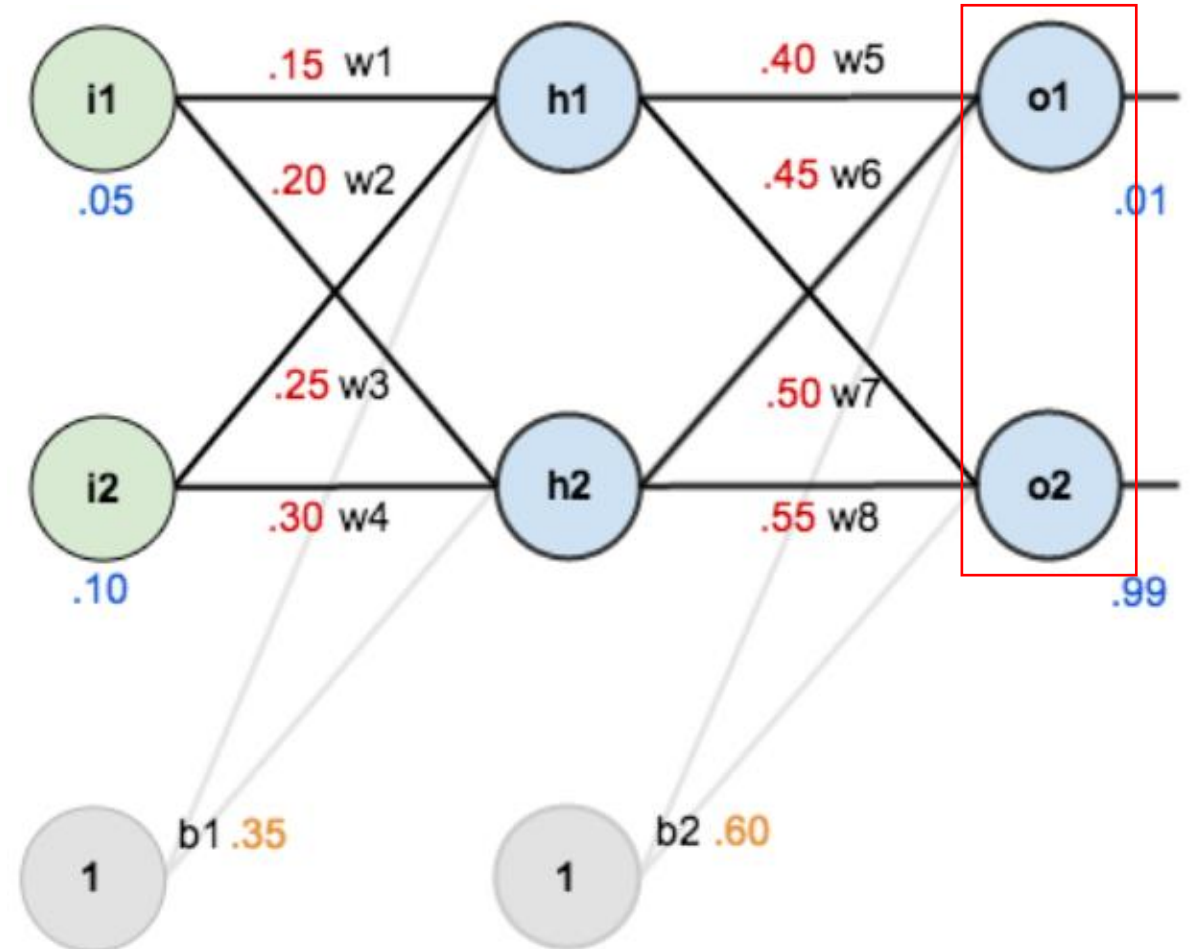 .15 w1
.40 w5
i1
h1
o1
.20 w2
.45 w6
.05
.01
.25 w3
.50 w7
i2
h2
o2
.30 w4
.55 w8
.10
.99
b1 .35
b2 .60
1
1